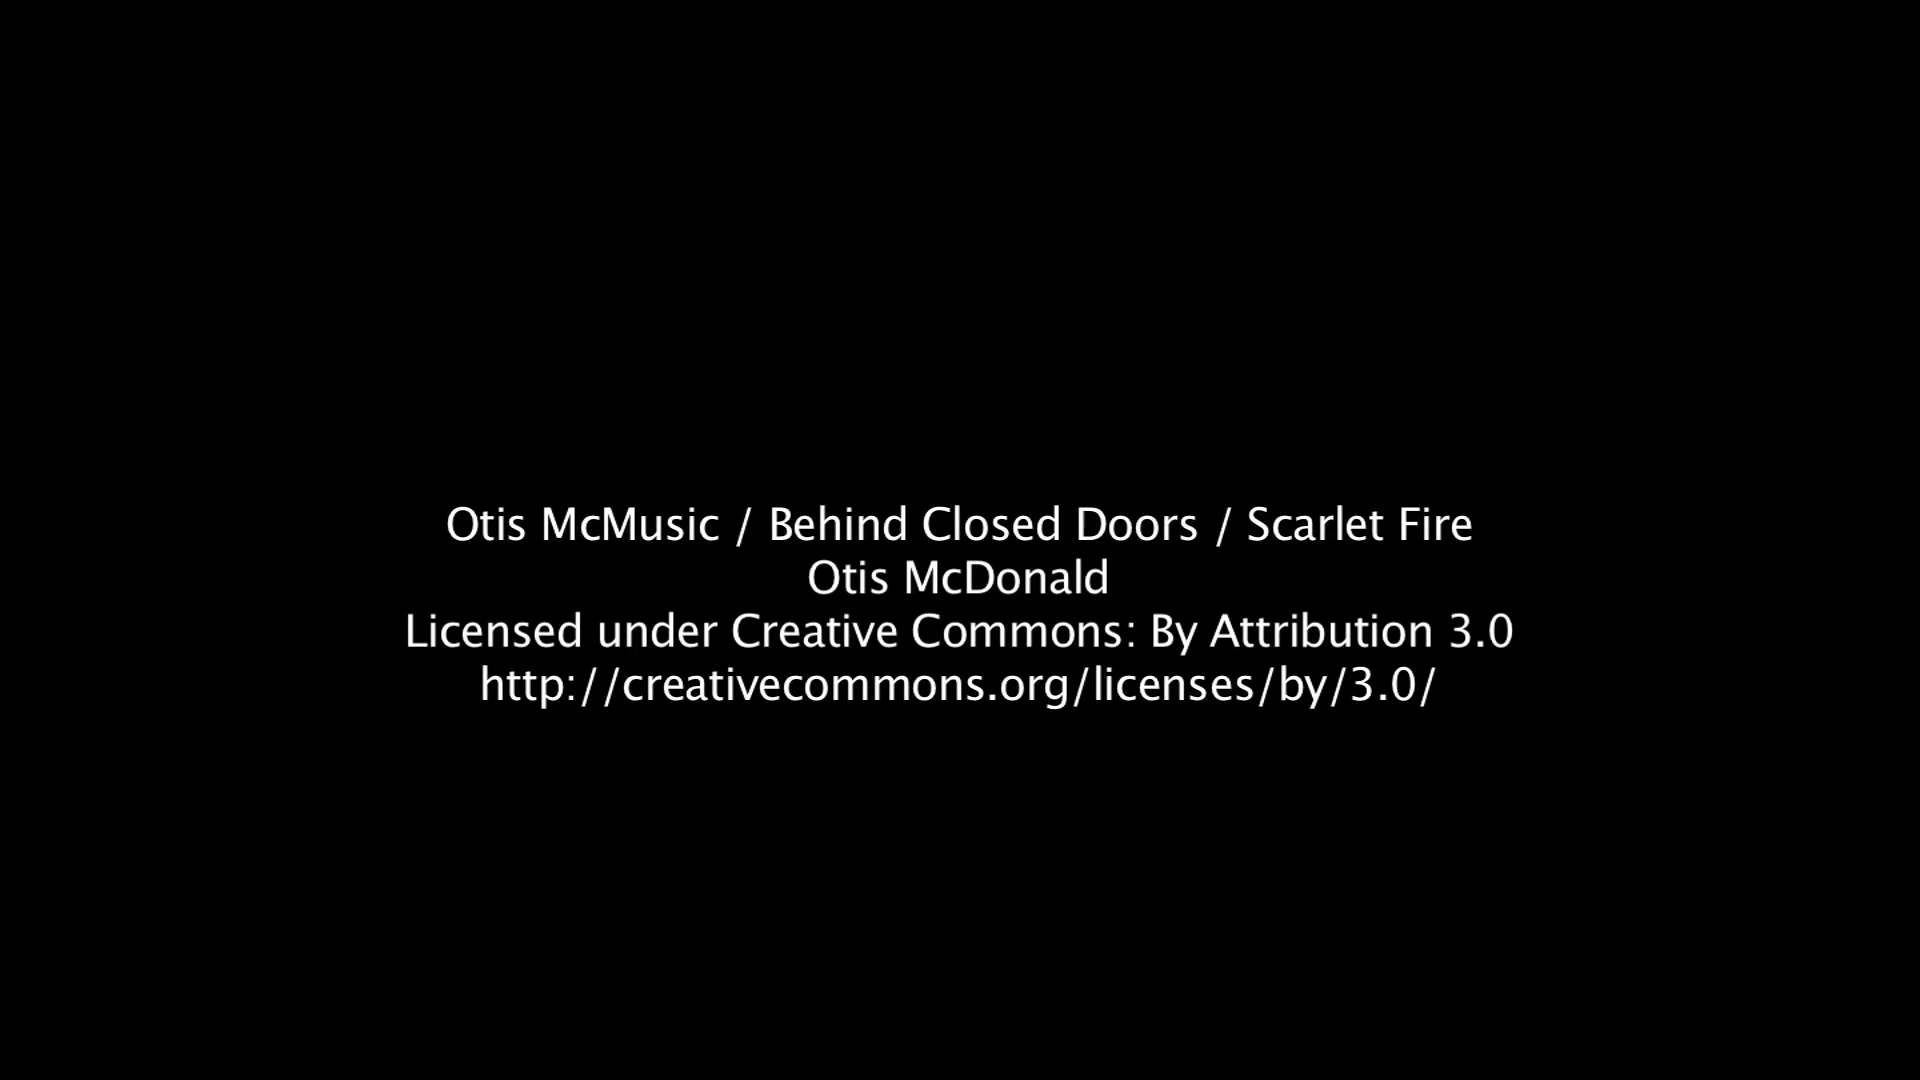 Otis McMusic / Behind Closed Doors / Scarlet Fire
Otis McDonald
Licensed under Creative Commons: By Attribution 3.0
http://creativecommons.org/licenses/by/3.0/